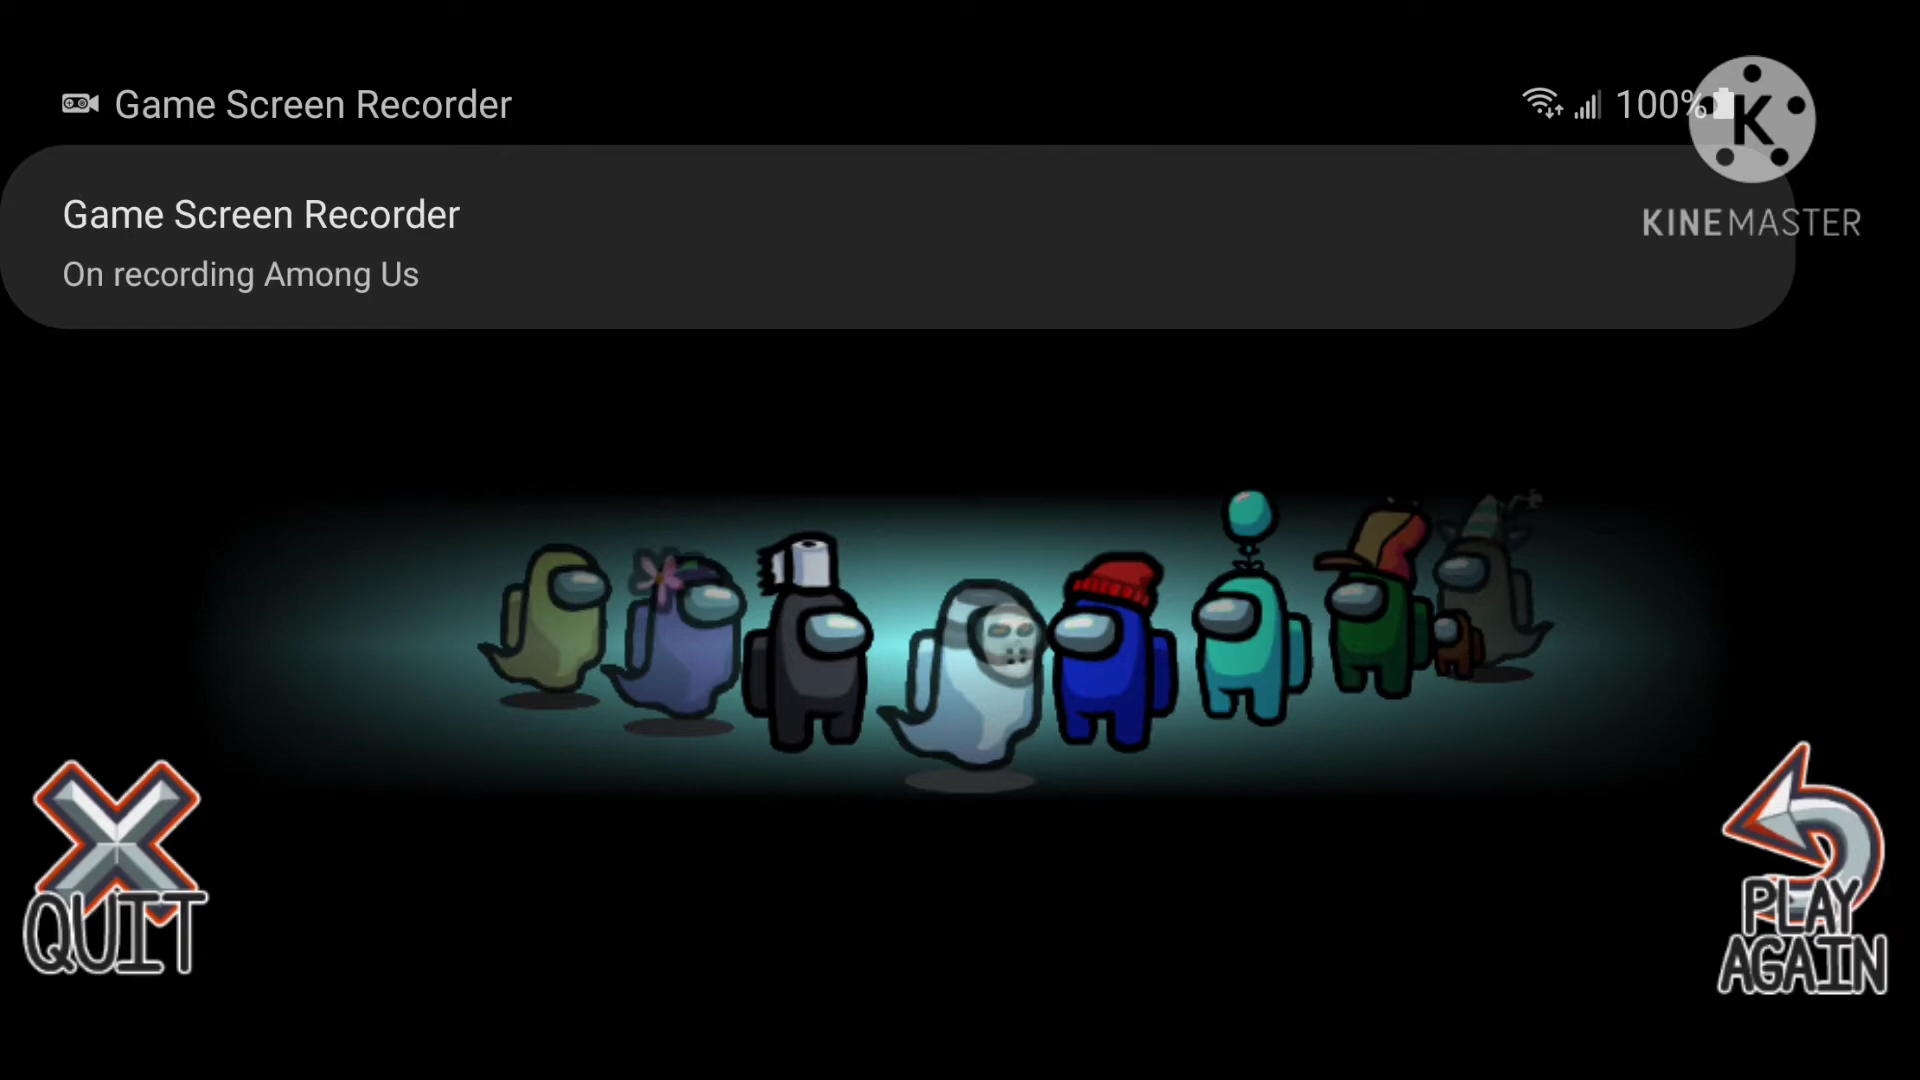 Game Screen Recorder
100%
K
KINEMASTER
Game Screen Recorder
On recording Among Us
QUIT
PLAY
AGAIN